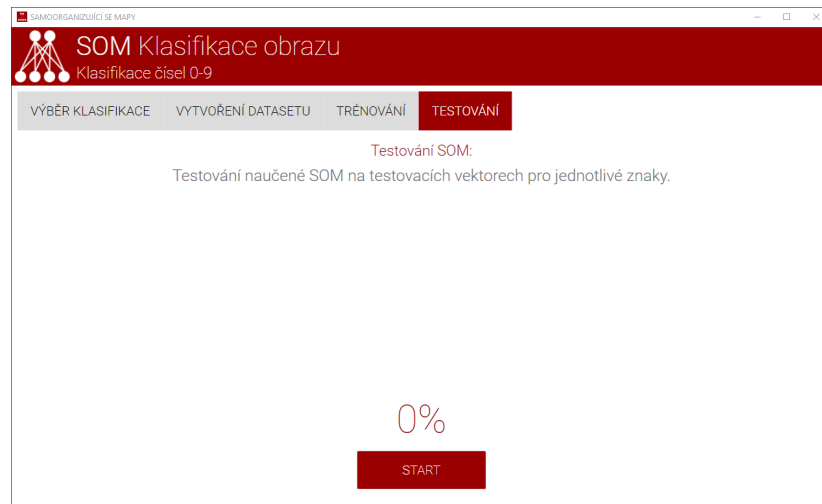 SAMOORGANIZUJÍCÍ SE MAPY
SOM Klasifikace obrazu
Klasifikace čísel 0-9
VÝBĚR KLASIFIKACE VYTVOŘENÍ DATASETU TRÉNOVÁNÍ TESTOVÁNÍ
Testování SOM:
Testování naučené SOM na testovacích vektorech pro jednotlivé znaky.
0%
START